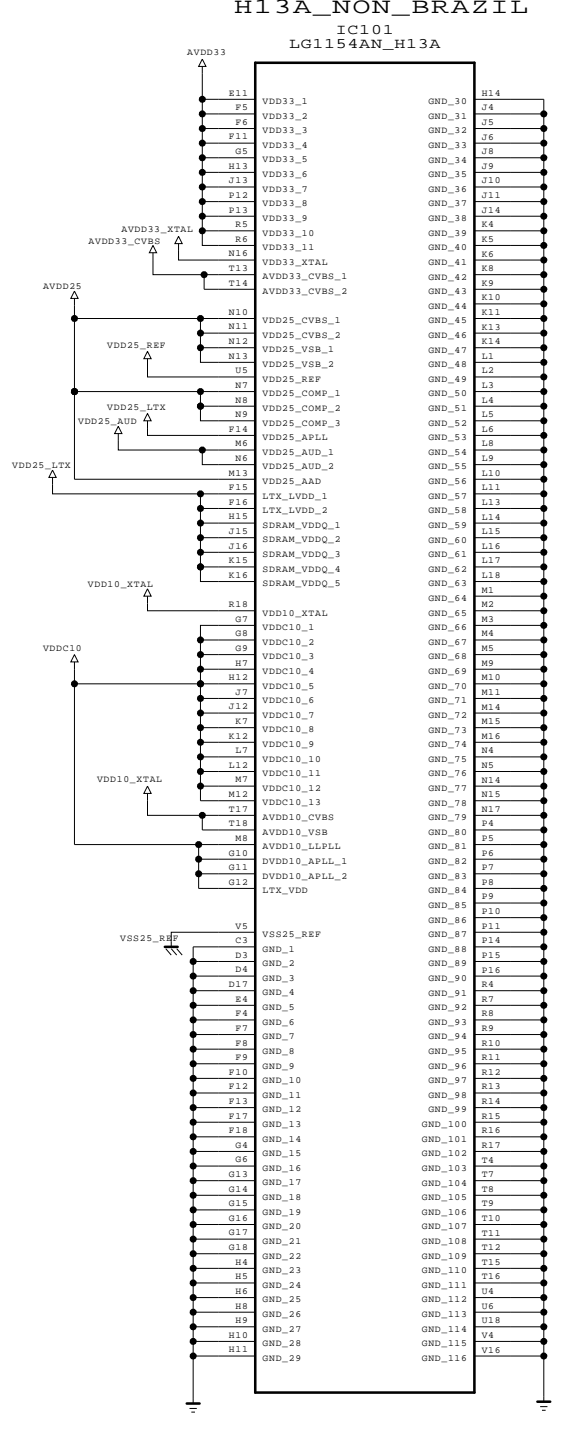 H13A_NON_BRAZIL
IC101
LG1154AN_H13A
AVDD33
E11 VDD33_1
F5 VDD33_2
F6 VDD33_3
F11 VDD33_4
G5 VDD33_5
H13 VDD33_6
J13 VDD33_7
P12 VDD33_8
P13 VDD33_9
R5 VDD33_10
R6 VDD33_11
AVDD33_XTAL
N16 VDD33_XTAL
AVDD33_CVBS
T13 AVDD33_CVBS_1
T14 AVDD33_CVBS_2
AVDD25
N10 VDD25_CVBS_1
N11 VDD25_CVBS_2
N12 VDD25_VSB_1
N13 VDD25_VSB_2
VDD25_REF
U5 VDD25_REF
N7 VDD25_COMP_1
N8 VDD25_COMP_2
N9 VDD25_COMP_3
VDD25_LTX
F14 VDD25_APLL
VDD25_AUD
M6 VDD25_AUD_1
N6 VDD25_AUD_2
M13 VDD25_AAD
VDD25_LTX
F15 LTX_LVDD_1
F16 LTX_LVDD_2
H15 SDRAM_VDDQ_1
J15 SDRAM_VDDQ_2
J16 SDRAM_VDDQ_3
K15 SDRAM_VDDQ_4
K16 SDRAM_VDDQ_5
VDD10_XTAL
R18 VDD10_XTAL
VDDC10
G7 VDDC10_1
G8 VDDC10_2
G9 VDDC10_3
H7 VDDC10_4
H12 VDDC10_5
J7 VDDC10_6
J12 VDDC10_7
K7 VDDC10_8
K12 VDDC10_9
L7 VDDC10_10
L12 VDDC10_11
M7 VDDC10_12
M12 VDDC10_13
VDD10_XTAL
T17 AVDD10_CVBS
T18 AVDD10_VSB
M8 AVDD10_LLPLL
G10 DVDD10_APLL_1
G11 DVDD10_APLL_2
G12 LTX_VDD
VSS25_REF
V5 VSS25_REF
C3 GND_1
D3 GND_2
D4 GND_3
D17 GND_4
E4 GND_5
F4 GND_6
F7 GND_7
F8 GND_8
F9 GND_9
F10 GND_10
F12 GND_11
F13 GND_12
F17 GND_13
F18 GND_14
G4 GND_15
G6 GND_16
G13 GND_17
G14 GND_18
G15 GND_19
G16 GND_20
G17 GND_21
G18 GND_22
H4 GND_23
H5 GND_24
H6 GND_25
H8 GND_26
H9 GND_27
H10 GND_28
H11 GND_29
GND_30 H14
GND_31 J4
GND_32 J5
GND_33 J6
GND_34 J8
GND_35 J9
GND_36 J10
GND_37 J11
GND_38 J14
GND_39 K4
GND_40 K5
GND_41 K6
GND_42 K8
GND_43 K9
GND_44 K10
GND_45 K11
GND_46 K13
GND_47 K14
GND_48 L1
GND_49 L2
GND_50 L3
GND_51 L4
GND_52 L5
GND_53 L6
GND_54 L8
GND_55 L9
GND_56 L10
GND_57 L11
GND_58 L13
GND_59 L14
GND_60 L15
GND_61 L16
GND_62 L17
GND_63 L18
GND_64 M1
GND_65 M2
GND_66 M3
GND_67 M4
GND_68 M5
GND_69 M9
GND_70 M10
GND_71 M11
GND_72 M14
GND_73 M15
GND_74 M16
GND_75 N4
GND_76 N5
GND_77 N14
GND_78 N15
GND_79 N17
GND_80 P4
GND_81 P5
GND_82 P6
GND_83 P7
GND_84 P8
GND_85 P9
GND_86 P10
GND_87 P11
GND_88 P14
GND_89 P15
GND_90 P16
GND_91 R4
GND_92 R7
GND_93 R8
GND_94 R9
GND_95 R10
GND_96 R11
GND_97 R12
GND_98 R13
GND_99 R14
GND_100 R15
GND_101 R16
GND_102 R17
GND_103 T4
GND_104 T7
GND_105 T8
GND_106 T9
GND_107 T10
GND_108 T11
GND_109 T12
GND_110 T15
GND_111 T16
GND_112 U4
GND_113 U6
GND_114 U18
GND_115 V4
GND_116 V16